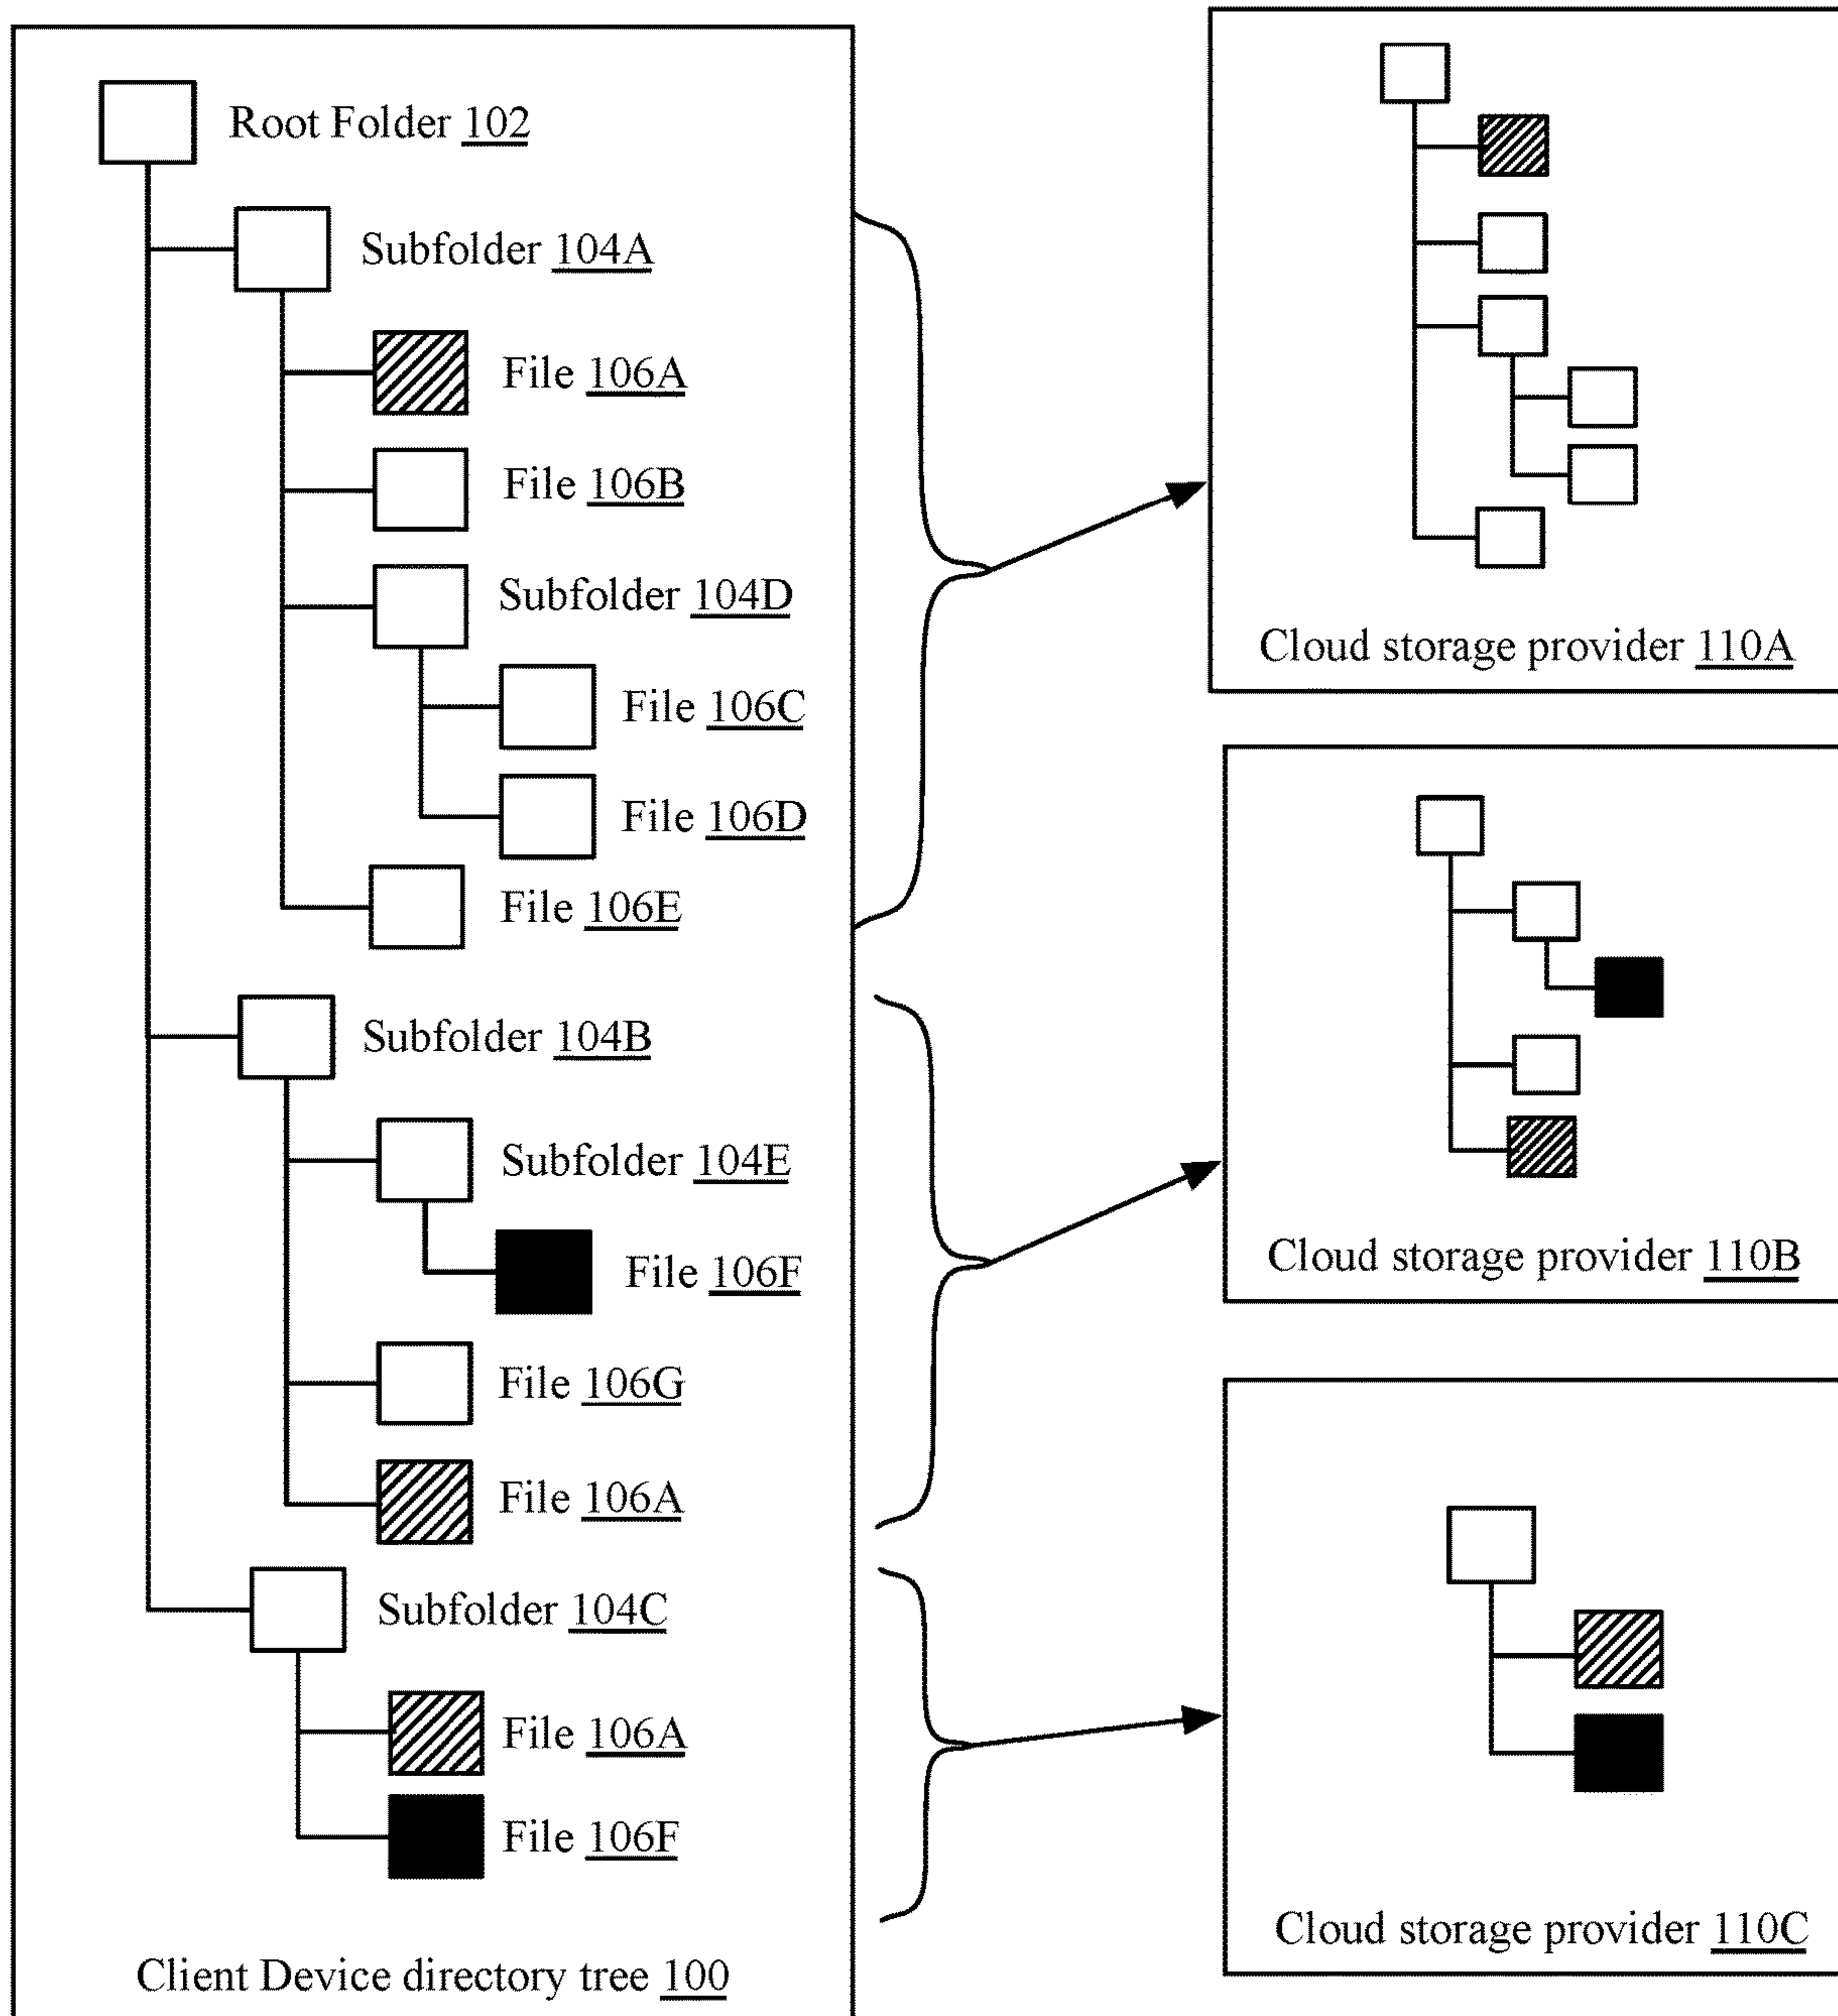 Root Folder 102
Subfolder 104A
File 106A
File 106B
Subfolder 104D
File 106C
File 106D
File 106E
Subfolder 104B
Subfolder 104E
File 106F
File 106G
File 106A
Subfolder 104C
File 106A
File 106F
Client Device directory tree 100
Cloud storage provider 110A
Cloud storage provider 110B
Cloud storage provider 110C